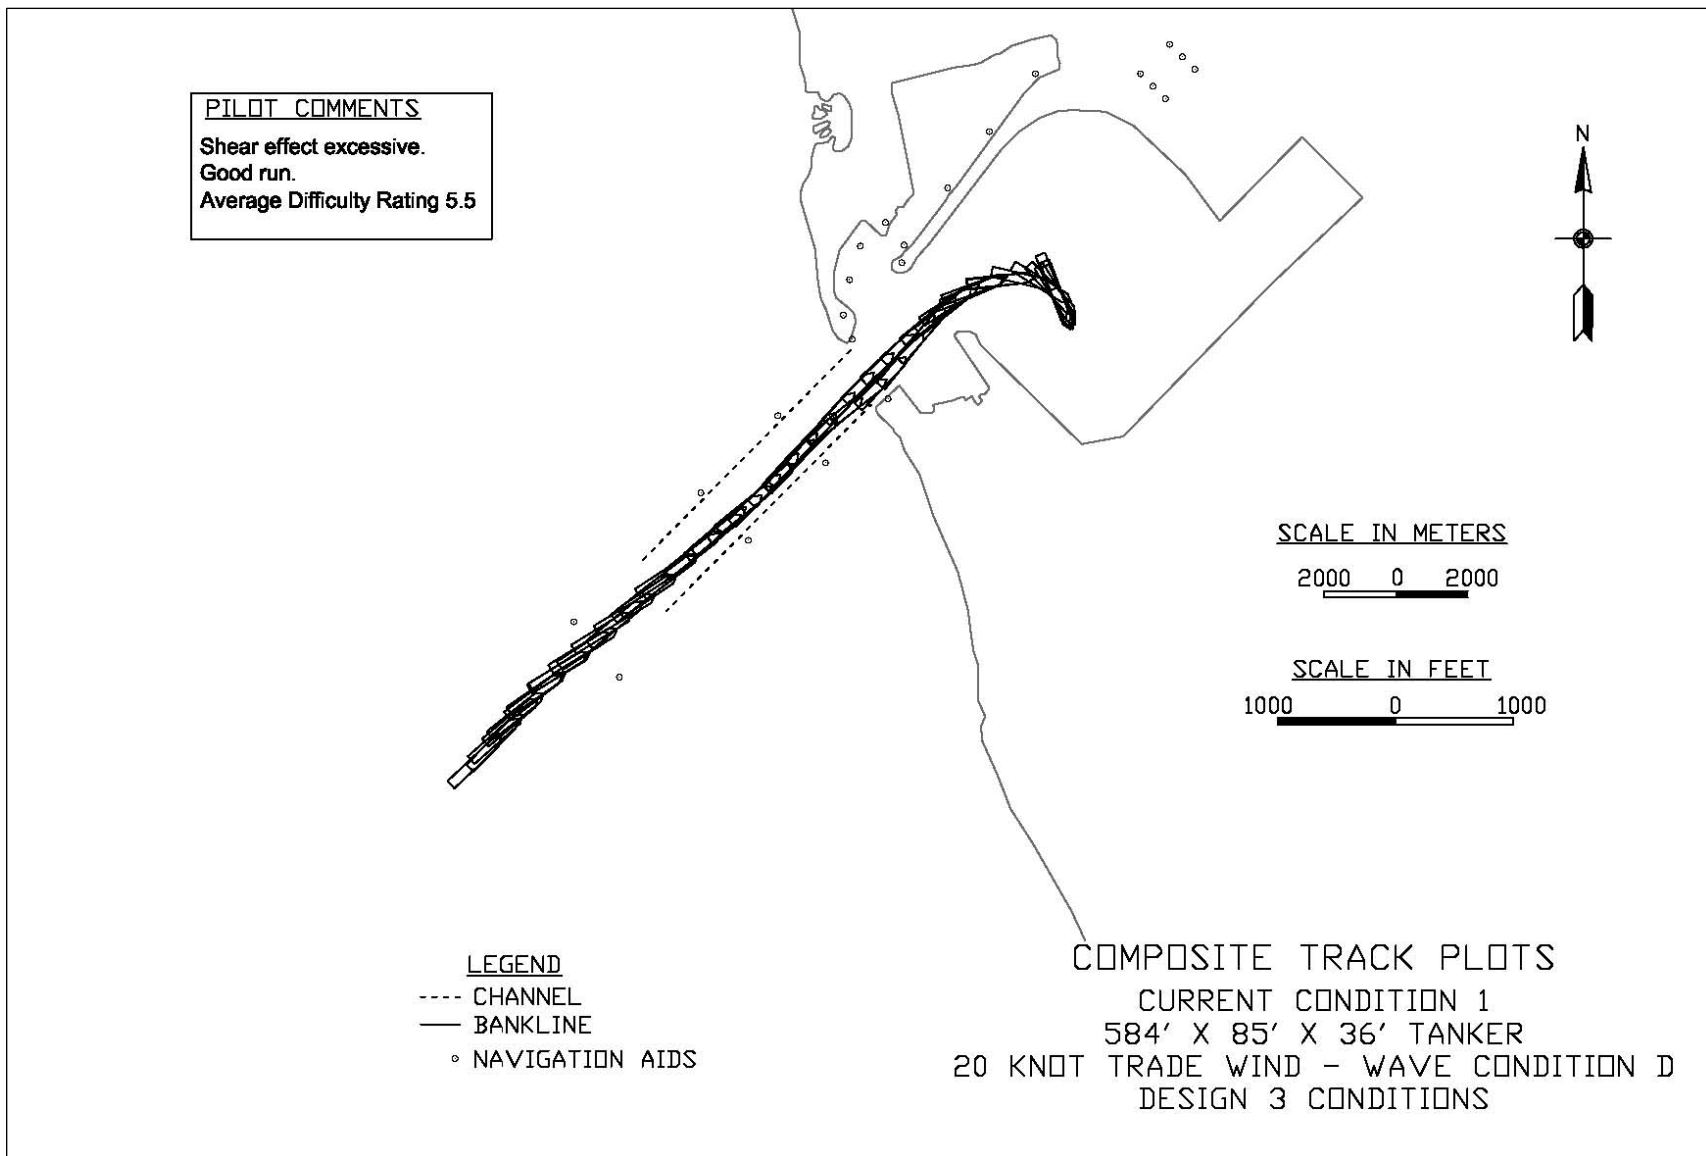 PILOT COMMENTS
Shear effect excessive.
Good run.
Average Difficulty Rating 5.5
N
SCALE IN METERS
2000 0 2000
SCALE IN FEET
1000 0 1000
LEGEND
CHANNEL
BANKLINE
NAVIGATION AIDS
COMPOSITE TRACK PLOTS
CURRENT CONDITION 1
584' X 85' X 36' TANKER
20 KNOT TRADE WIND - WAVE CONDITION D
DESIGN 3 CONDITIONS